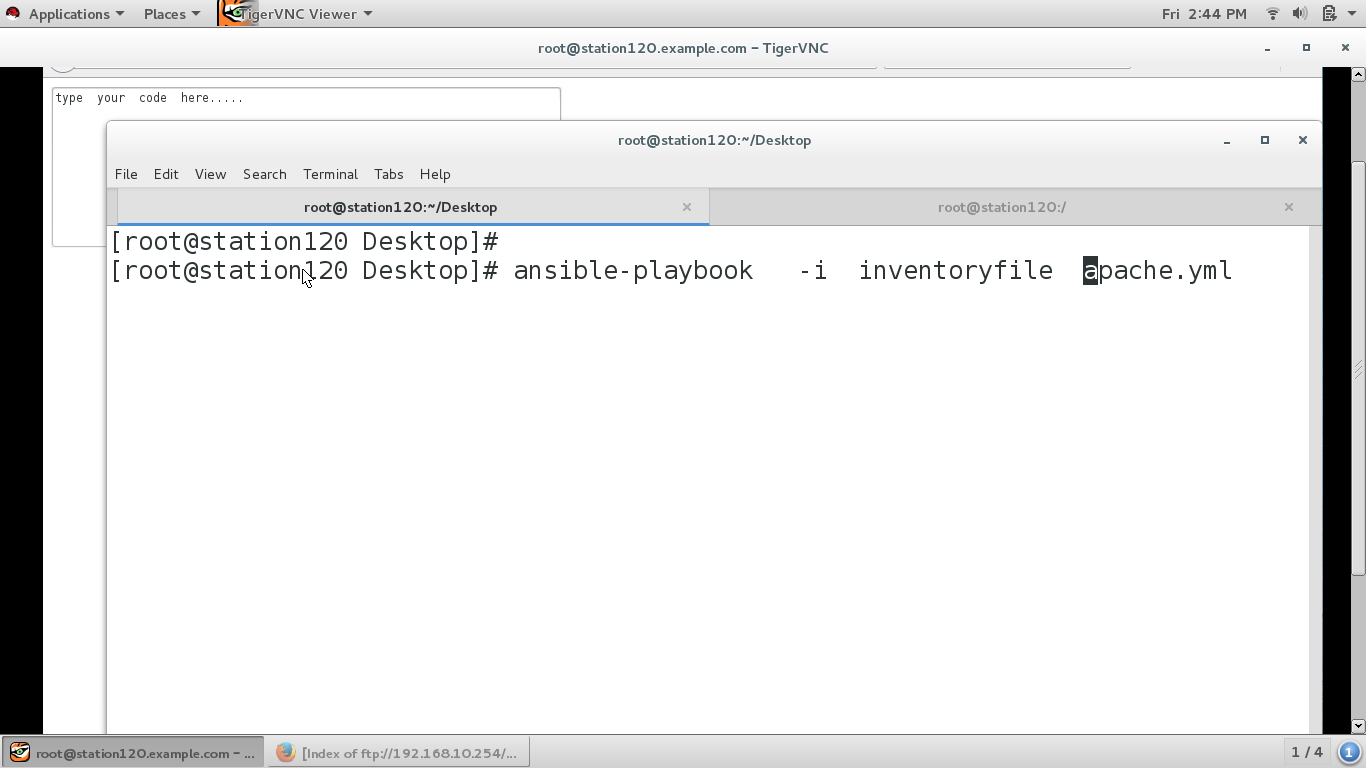 Applications Places TigerVNC Viewer Fri 2:44 PM
root@station120.example.com - TigerVNC
type your code here.....
root@station120:~/Desktop
File Edit View Search Terminal Tabs Help
root@station120:~/Desktop root@station120:/
[root@station120 Desktop]#
[root@station120 Desktop]# ansible-playbook -i inventoryfile apache.yml
root@station120.example.com - ... [Index of ftp://192.168.10.254/... 1 / 4 1